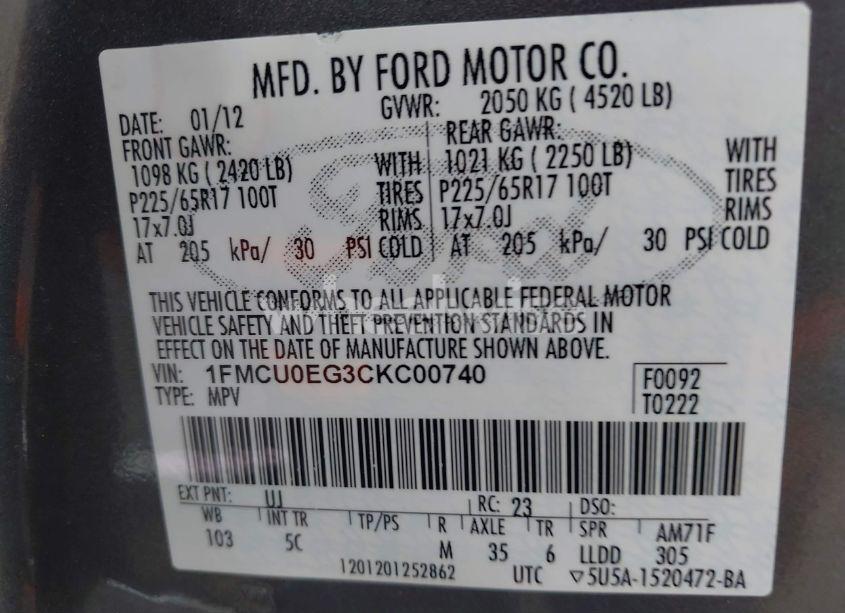 MFD. BY FORD MOTOR CO.
DATE: 01/12 GVWR: 2050 KG ( 4520 LB)
FRONT GAWR: REAR GAWR:
1098 KG ( 2420 LB) WITH 1021 KG ( 2250 LB) WITH
P225/65R17 100T TIRES P225/65R17 100T TIRES
17x7.0J RIMS 17x7.0J RIMS
AT 205 kPa/ 30 PSI COLD AT 205 kPa/ 30 PSI COLD
THIS VEHICLE CONFORMS TO ALL APPLICABLE FEDERAL MOTOR
VEHICLE SAFETY AND THEFT PREVENTION STANDARDS IN
EFFECT ON THE DATE OF MANUFACTURE SHOWN ABOVE.
VIN: 1FMCU0EG3CKC00740 F0092
TYPE: MPV T0222
EXT PNT: UJ RC: 23 DSO:
WB INT TR TP/PS R AXLE TR SPR AM71F
103 5C M 35 6 LLDD 305
1201201252862 UTC ▽5U5A-1520472-BA